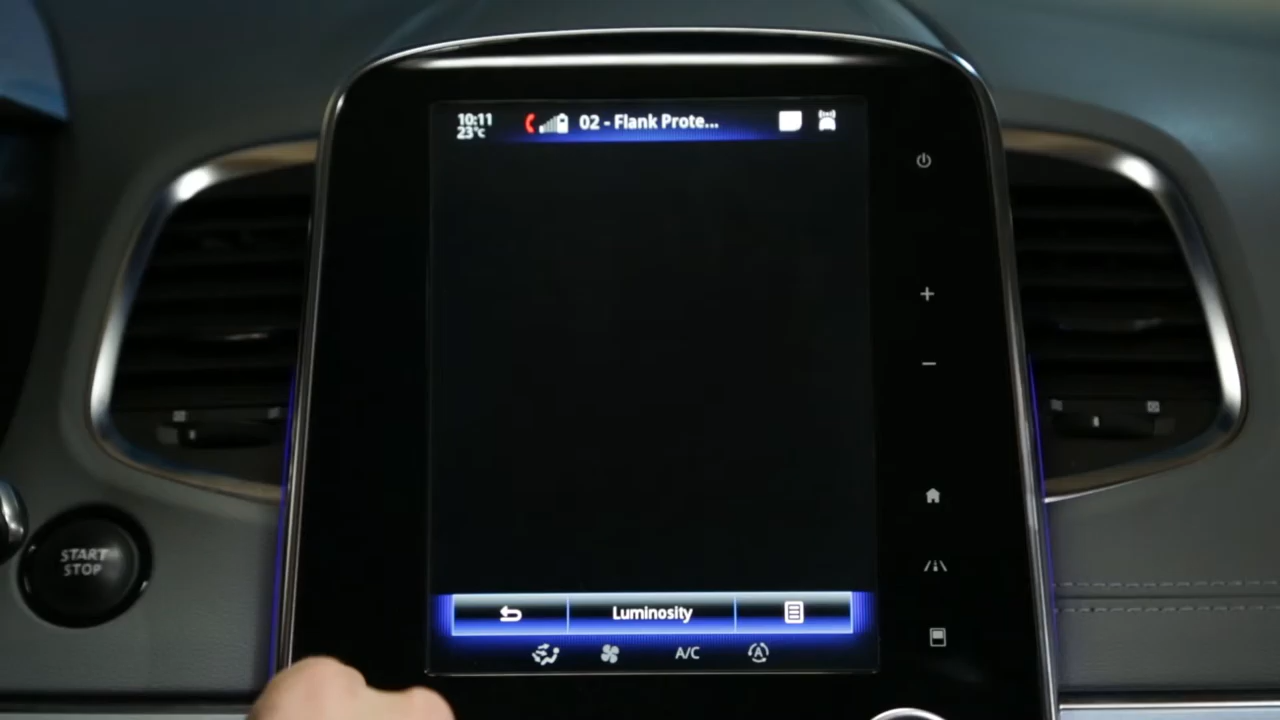 10:11
23°C
02 - Flank Prote...
START
STOP
Luminosity
A/C
A